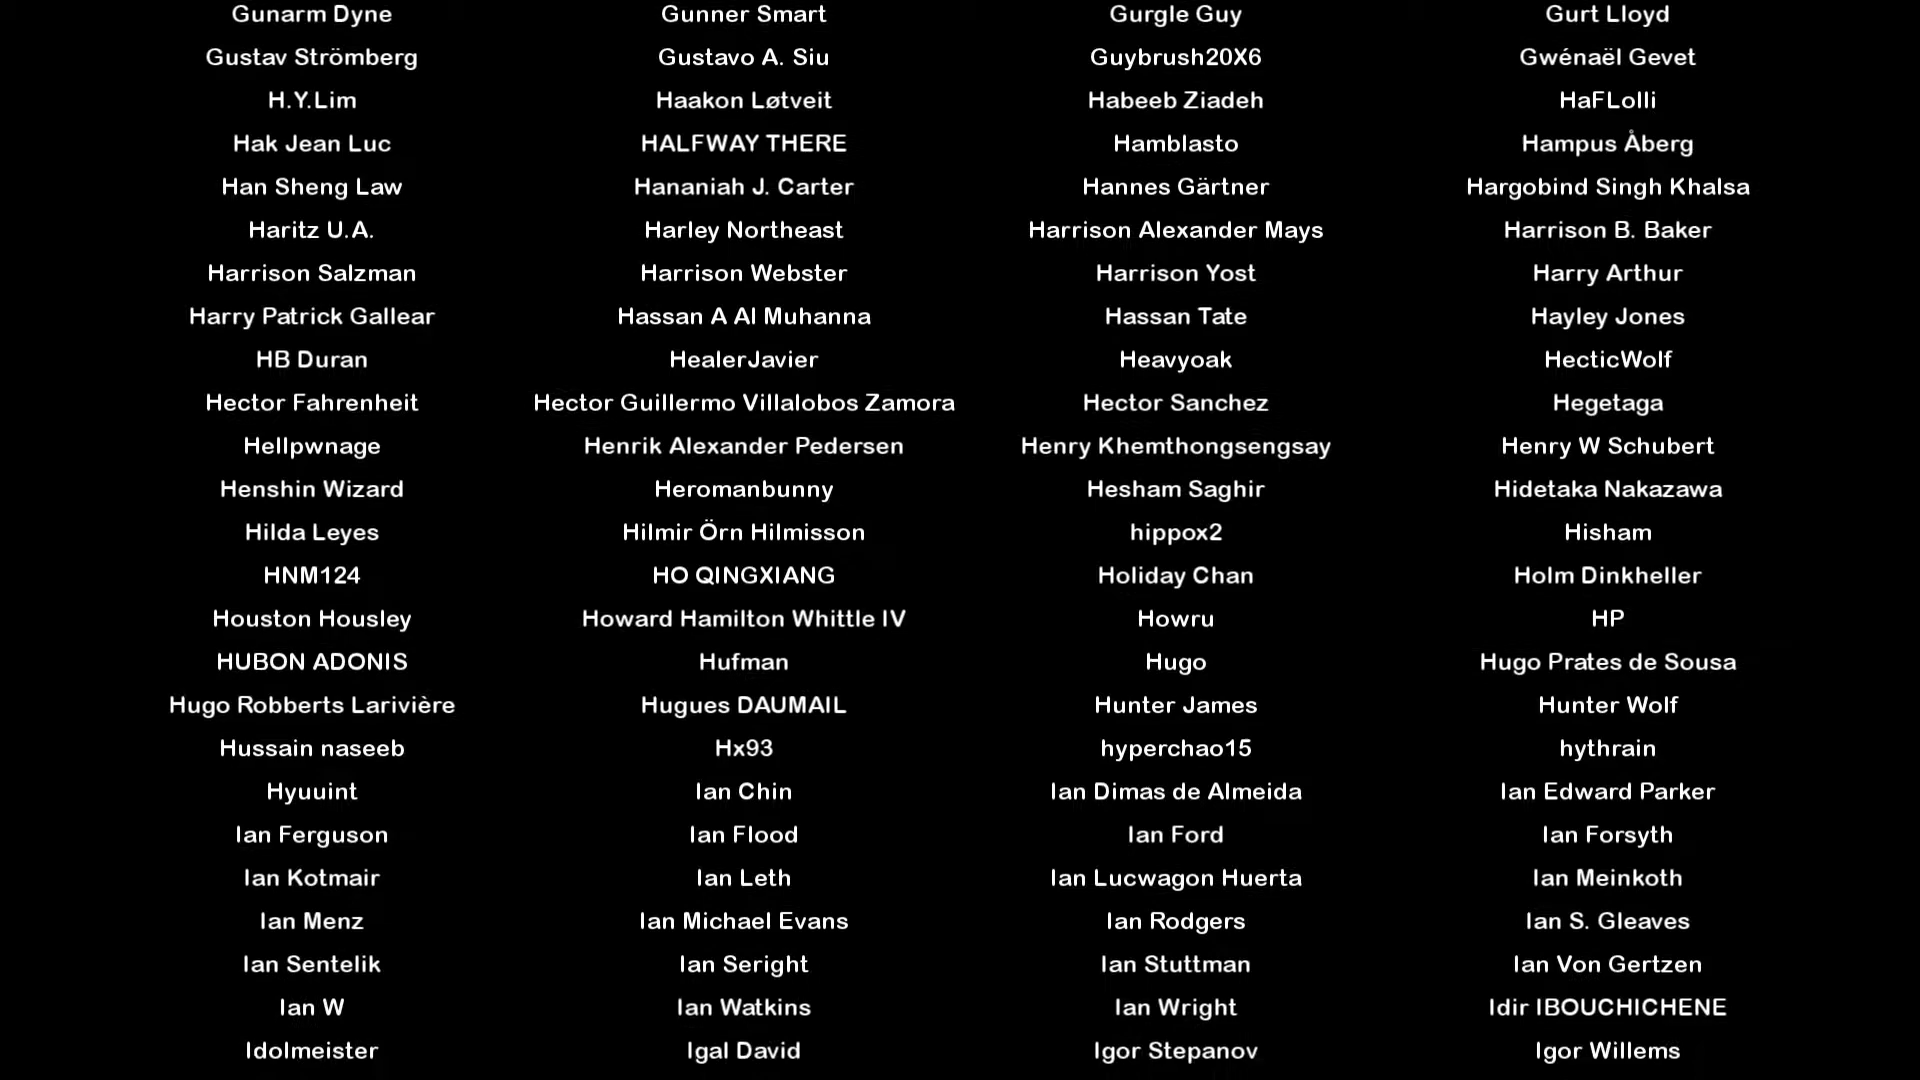 Gunarm Dyne Gunner Smart Gurgle Guy Gurt Lloyd
Gustav Strömberg Gustavo A. Siu Guybrush20X6 Gwénaël Gevet
H.Y.Lim Haakon Løtveit Habeeb Ziadeh HaFLolli
Hak Jean Luc HALFWAY THERE Hamblasto Hampus Åberg
Han Sheng Law Hananiah J. Carter Hannes Gärtner Hargobind Singh Khalsa
Haritz U.A. Harley Northeast Harrison Alexander Mays Harrison B. Baker
Harrison Salzman Harrison Webster Harrison Yost Harry Arthur
Harry Patrick Gallear Hassan A Al Muhanna Hassan Tate Hayley Jones
HB Duran HealerJavier Heavyoak HecticWolf
Hector Fahrenheit Hector Guillermo Villalobos Zamora Hector Sanchez Hegetaga
Hellpwnage Henrik Alexander Pedersen Henry Khemthongsengsay Henry W Schubert
Henshin Wizard Heromanbunny Hesham Saghir Hidetaka Nakazawa
Hilda Leyes Hilmir Örn Hilmisson hippox2 Hisham
HNM124 HO QINGXIANG Holiday Chan Holm Dinkheller
Houston Housley Howard Hamilton Whittle IV Howru HP
HUBON ADONIS Hufman Hugo Hugo Prates de Sousa
Hugo Robberts Larivière Hugues DAUMAIL Hunter James Hunter Wolf
Hussain naseeb Hx93 hyperchao15 hythrain
Hyuuint Ian Chin Ian Dimas de Almeida Ian Edward Parker
Ian Ferguson Ian Flood Ian Ford Ian Forsyth
Ian Kotmair Ian Leth Ian Lucwagon Huerta Ian Meinkoth
Ian Menz Ian Michael Evans Ian Rodgers Ian S. Gleaves
Ian Sentelik Ian Seright Ian Stuttman Ian Von Gertzen
Ian W Ian Watkins Ian Wright Idir IBOUCHICHENE
Idolmeister Igal David Igor Stepanov Igor Willems